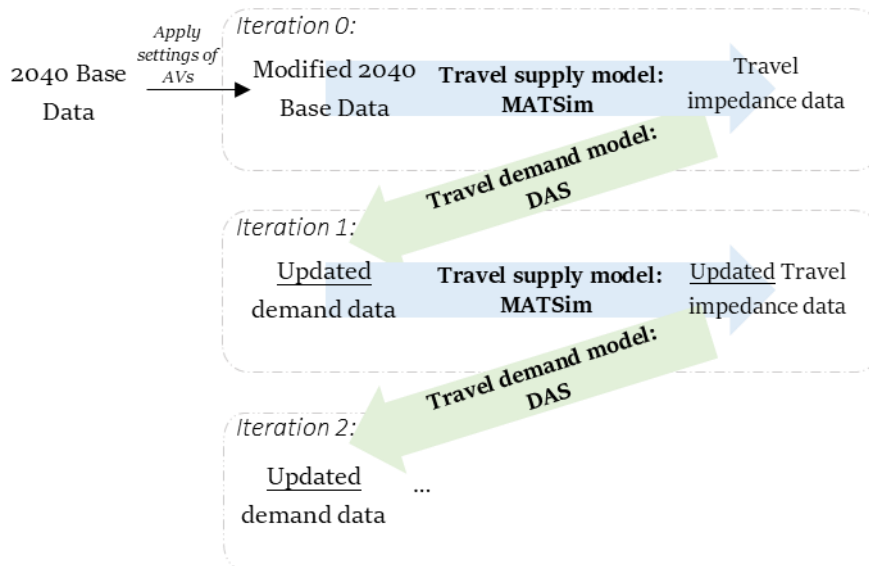 Iteration 0:
Apply
settings of
AVs
2040 Base
Data
Modified 2040
Base Data
Travel supply model:
MATSim
Travel
impedance data
Travel demand model:
DAS
Iteration 1:
Updated
demand data
Travel supply model:
MATSim
Updated Travel
impedance data
Travel demand model:
DAS
Iteration 2:
Updated
demand data
...